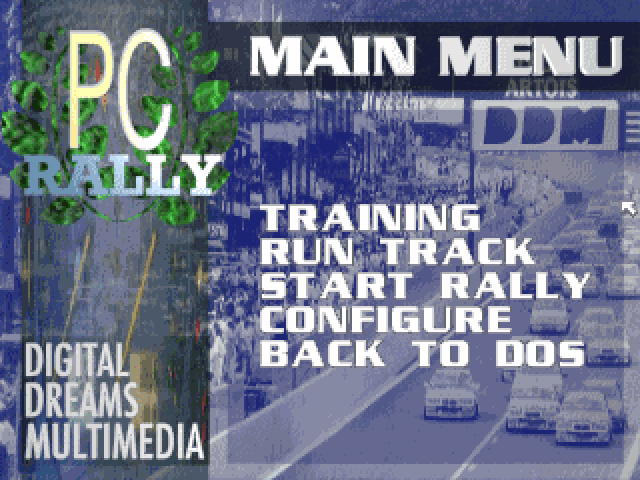 PC
RALLY
MAIN MENU
ARTOIS
DDM
TRAINING
RUN TRACK
START RALLY
CONFIGURE
BACK TO DOS
DIGITAL
DREAMS
MULTIMEDIA